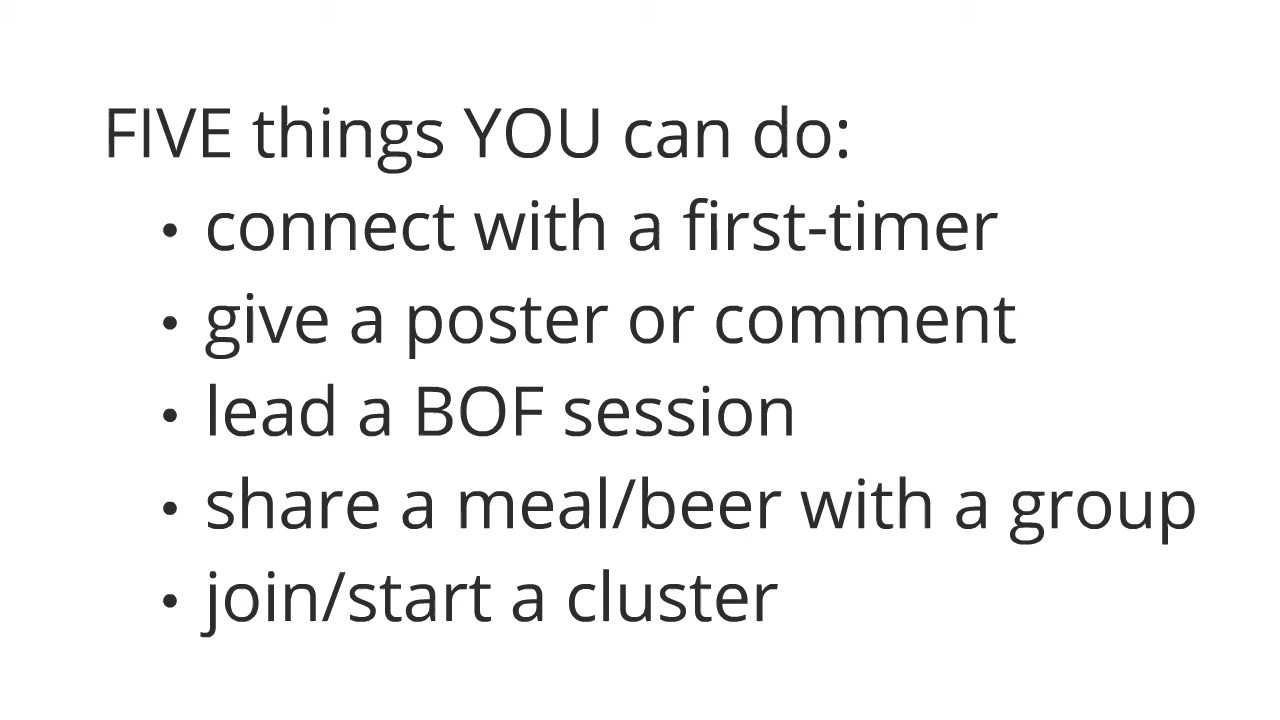 FIVE things YOU can do:
• connect with a first-timer
• give a poster or comment
• lead a BOF session
• share a meal/beer with a group
• join/start a cluster